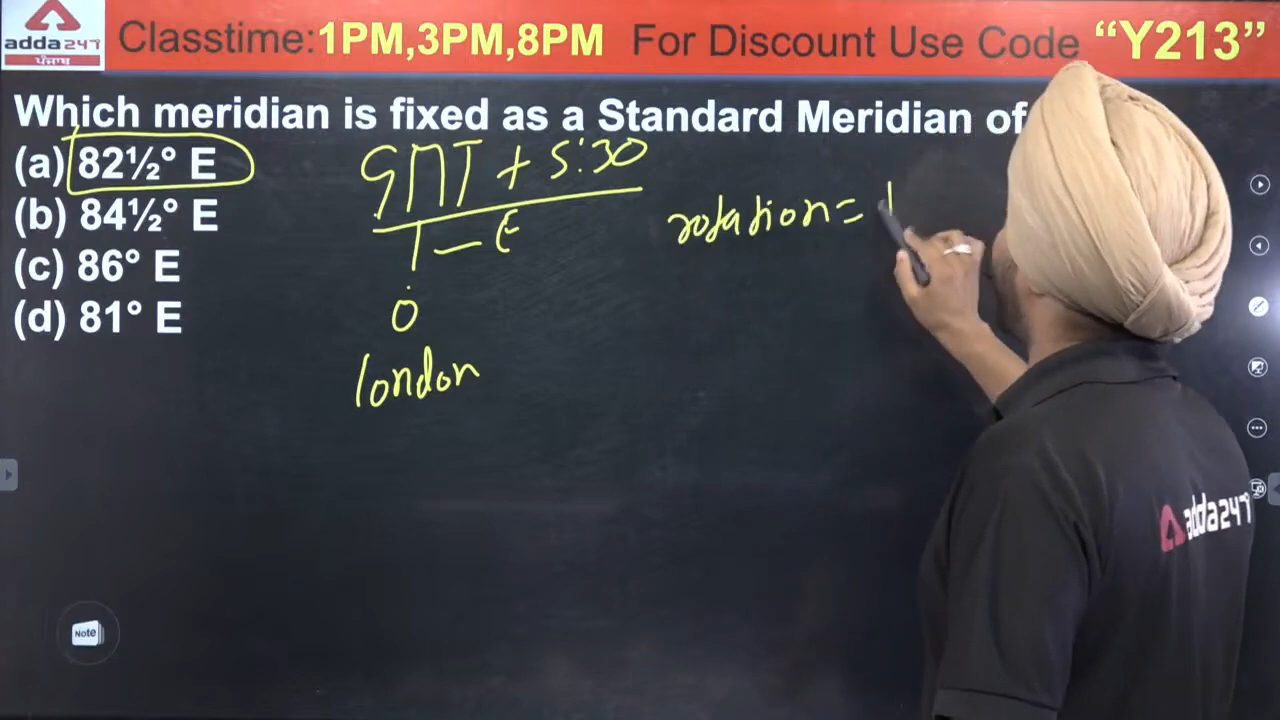 adda247
ਪੰਜਾਬ
Classtime:1PM,3PM,8PM For Discount Use Code “Y213”
Which meridian is fixed as a Standard Meridian of
(a) 82½° E
(b) 84½° E
(c) 86° E
(d) 81° E
GMT + 5:30
E
0
london
rotation = 1
adda247
Note